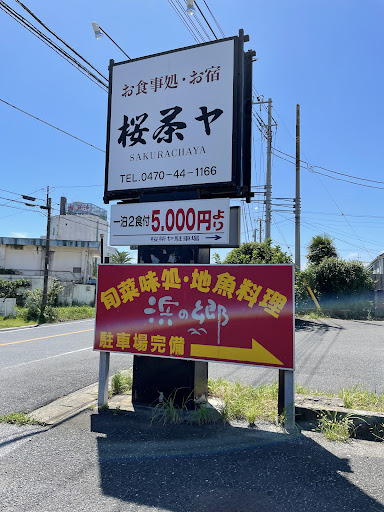 お食事処・お宿
桜茶ヤ
SAKURACHAYA
TEL.0470-44-1166
一泊2食付 5,000円より
桜茶ヤ駐車場 →
旬菜味処・地魚料理
浜の郷
駐車場完備